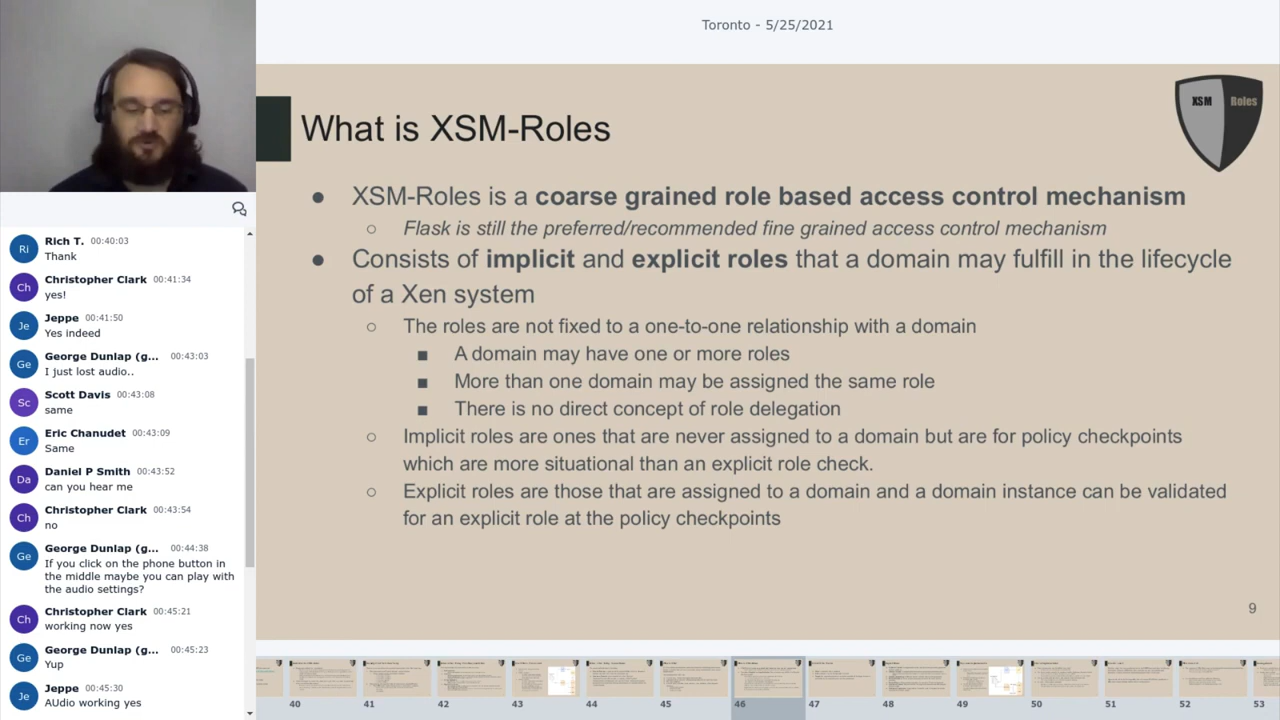 Toronto - 5/25/2021
XSM Roles
What is XSM-Roles
● XSM-Roles is a coarse grained role based access control mechanism
○ Flask is still the preferred/recommended fine grained access control mechanism
● Consists of implicit and explicit roles that a domain may fulfill in the lifecycle
of a Xen system
○ The roles are not fixed to a one-to-one relationship with a domain
■ A domain may have one or more roles
■ More than one domain may be assigned the same role
■ There is no direct concept of role delegation
○ Implicit roles are ones that are never assigned to a domain but are for policy checkpoints
which are more situational than an explicit role check.
○ Explicit roles are those that are assigned to a domain and a domain instance can be validated
for an explicit role at the policy checkpoints
9
Ri Rich T. 00:40:03
Thank
Ch Christopher Clark 00:41:34
yes!
Je Jeppe 00:41:50
Yes indeed
Ge George Dunlap (g... 00:43:03
I just lost audio..
Sc Scott Davis 00:43:08
same
Er Eric Chanudet 00:43:09
Same
Da Daniel P Smith 00:43:52
can you hear me
Ch Christopher Clark 00:43:54
no
Ge George Dunlap (g... 00:44:38
If you click on the phone button in
the middle maybe you can play with
the audio settings?
Ch Christopher Clark 00:45:21
working now yes
Ge George Dunlap (g... 00:45:23
Yup
Je Jeppe 00:45:30
AUdio working yes
40 41 42 43 44 45 46 47 48 49 50 51 52 53